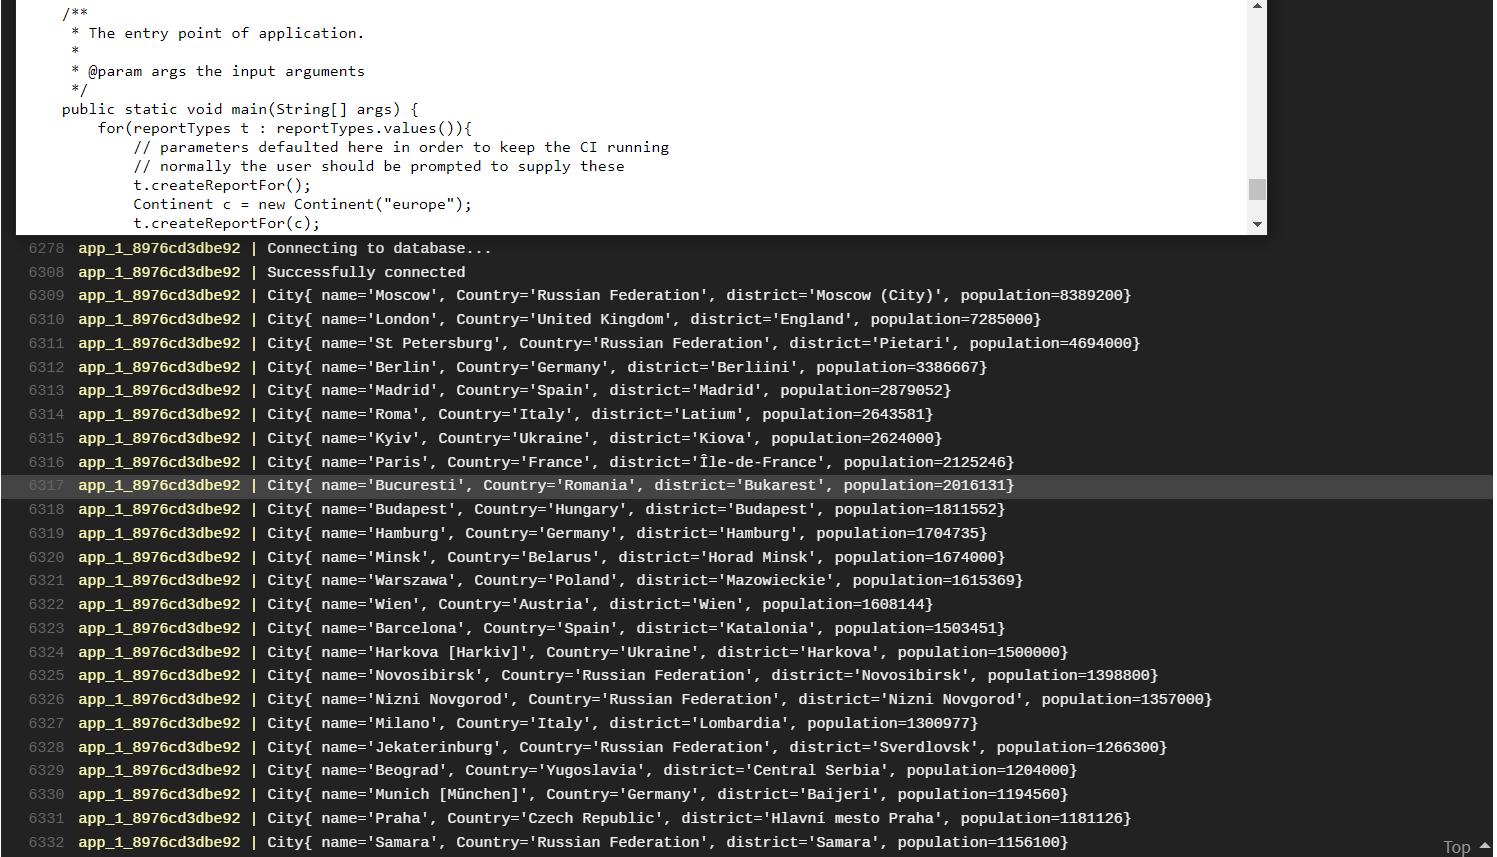 /**
* The entry point of application.
*
* @param args the input arguments
*/
public static void main(String[] args) {
for(reportTypes t : reportTypes.values()){
// parameters defaulted here in order to keep the CI running
// normally the user should be prompted to supply these
t.createReportFor();
Continent c = new Continent("europe");
t.createReportFor(c);
6278 app_1_8976cd3dbe92 | Connecting to database...
6308 app_1_8976cd3dbe92 | Successfully connected
6309 app_1_8976cd3dbe92 | City{ name='Moscow', Country='Russian Federation', district='Moscow (City)', population=8389200}
6310 app_1_8976cd3dbe92 | City{ name='London', Country='United Kingdom', district='England', population=7285000}
6311 app_1_8976cd3dbe92 | City{ name='St Petersburg', Country='Russian Federation', district='Pietari', population=4694000}
6312 app_1_8976cd3dbe92 | City{ name='Berlin', Country='Germany', district='Berliini', population=3386667}
6313 app_1_8976cd3dbe92 | City{ name='Madrid', Country='Spain', district='Madrid', population=2879052}
6314 app_1_8976cd3dbe92 | City{ name='Roma', Country='Italy', district='Latium', population=2643581}
6315 app_1_8976cd3dbe92 | City{ name='Kyiv', Country='Ukraine', district='Kiova', population=2624000}
6316 app_1_8976cd3dbe92 | City{ name='Paris', Country='France', district='Île-de-France', population=2125246}
6317 app_1_8976cd3dbe92 | City{ name='Bucuresti', Country='Romania', district='Bukarest', population=2016131}
6318 app_1_8976cd3dbe92 | City{ name='Budapest', Country='Hungary', district='Budapest', population=1811552}
6319 app_1_8976cd3dbe92 | City{ name='Hamburg', Country='Germany', district='Hamburg', population=1704735}
6320 app_1_8976cd3dbe92 | City{ name='Minsk', Country='Belarus', district='Horad Minsk', population=1674000}
6321 app_1_8976cd3dbe92 | City{ name='Warszawa', Country='Poland', district='Mazowieckie', population=1615369}
6322 app_1_8976cd3dbe92 | City{ name='Wien', Country='Austria', district='Wien', population=1608144}
6323 app_1_8976cd3dbe92 | City{ name='Barcelona', Country='Spain', district='Katalonia', population=1503451}
6324 app_1_8976cd3dbe92 | City{ name='Harkova [Harkiv]', Country='Ukraine', district='Harkova', population=1500000}
6325 app_1_8976cd3dbe92 | City{ name='Novosibirsk', Country='Russian Federation', district='Novosibirsk', population=1398800}
6326 app_1_8976cd3dbe92 | City{ name='Nizni Novgorod', Country='Russian Federation', district='Nizni Novgorod', population=1357000}
6327 app_1_8976cd3dbe92 | City{ name='Milano', Country='Italy', district='Lombardia', population=1300977}
6328 app_1_8976cd3dbe92 | City{ name='Jekaterinburg', Country='Russian Federation', district='Sverdlovsk', population=1266300}
6329 app_1_8976cd3dbe92 | City{ name='Beograd', Country='Yugoslavia', district='Central Serbia', population=1204000}
6330 app_1_8976cd3dbe92 | City{ name='Munich [München]', Country='Germany', district='Baijeri', population=1194560}
6331 app_1_8976cd3dbe92 | City{ name='Praha', Country='Czech Republic', district='Hlavní mesto Praha', population=1181126}
6332 app_1_8976cd3dbe92 | City{ name='Samara', Country='Russian Federation', district='Samara', population=1156100}
Top